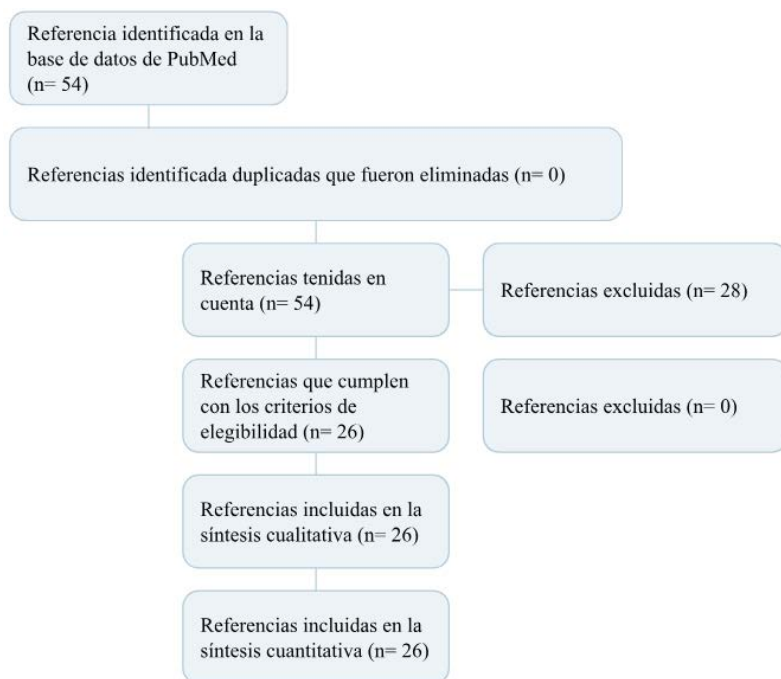 Referencia identificada en la
base de datos de PubMed
(n= 54)
Referencias identificada duplicadas que fueron eliminadas (n= 0)
Referencias tenidas en
cuenta (n= 54)
Referencias excluidas (n= 28)
Referencias que cumplen
con los criterios de
elegibilidad (n= 26)
Referencias excluidas (n= 0)
Referencias incluidas en la
síntesis cualitativa (n= 26)
Referencias incluidas en la
síntesis cuantitativa (n= 26)